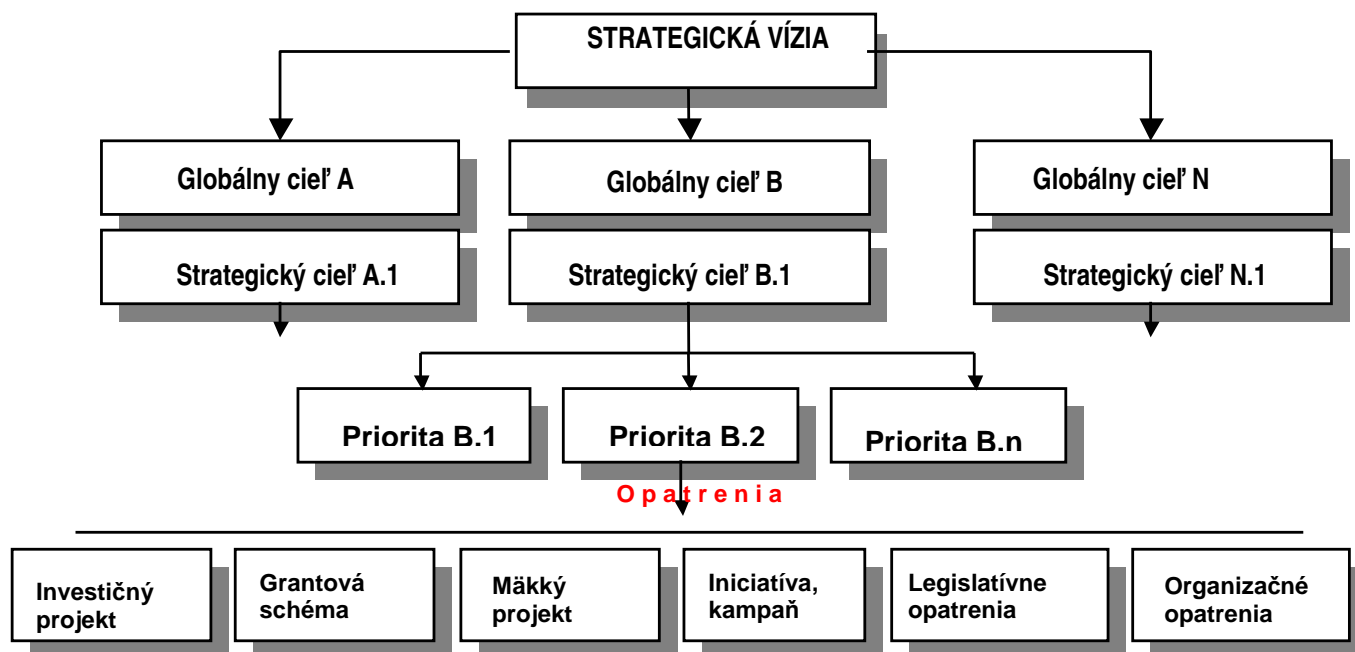 STRATEGICKÁ VÍZIA
Globálny cieľ A
Globálny cieľ B
Globálny cieľ N
Strategický cieľ A.1
Strategický cieľ B.1
Strategický cieľ N.1
Priorita B.1
Priorita B.2
Priorita B.n
Opatrenia
Investičný
projekt
Grantová
schéma
Mäkký
projekt
Iniciatíva,
kampaň
Legislatívne
opatrenia
Organizačné
opatrenia